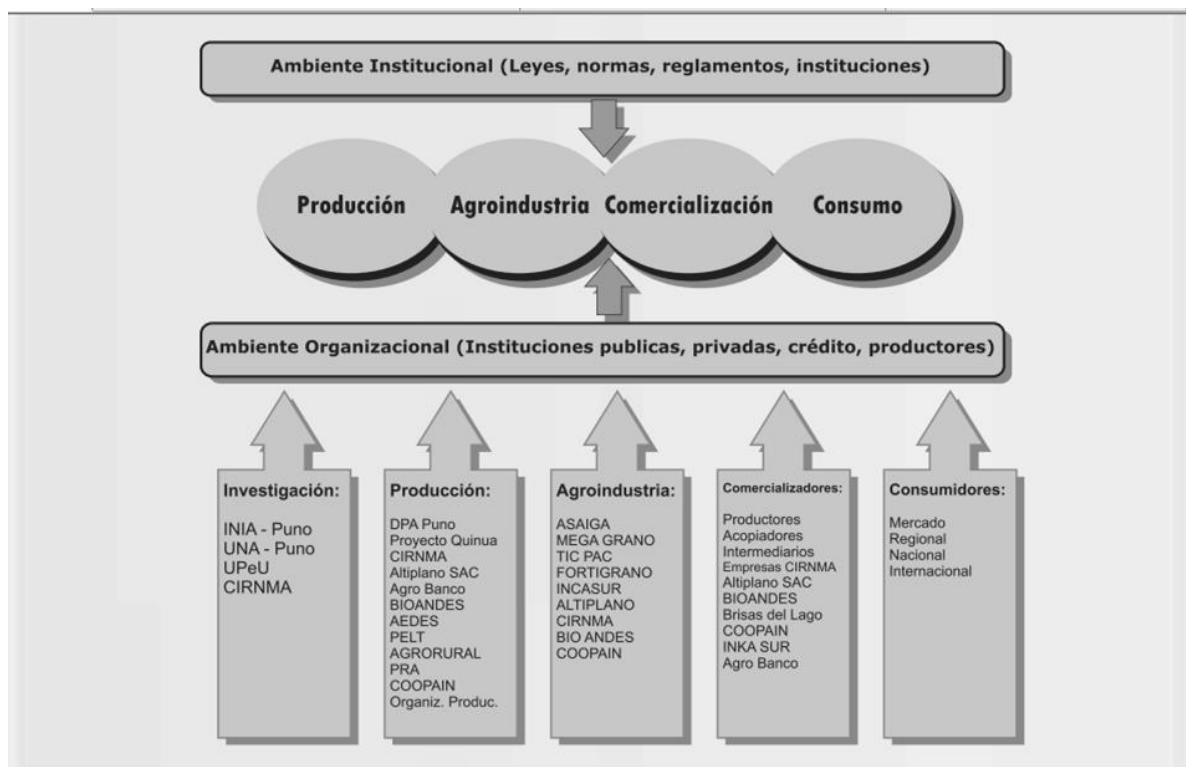 Ambiente Institucional (Leyes, normas, reglamentos, instituciones)
Producción
Agroindustria
Comercialización
Consumo
Ambiente Organizacional (Instituciones publicas, privadas, crédito, productores)
Investigación:
INIA - Puno
UNA - Puno
UPeU
CIRNMA
Producción:
DPA Puno
Proyecto Quinua
CIRNMA
Altiplano SAC
Agro Banco
BIOANDES
AEDES
PELT
AGRORURAL
PRA
COOPAIN
Organiz. Produc.
Agroindustria:
ASAIGA
MEGA GRANO
TIC PAC
FORTIGRANO
INCASUR
ALTIPLANO
CIRNMA
BIO ANDES
COOPAIN
Comercializadores:
Productores
Acopiadores
Intermediarios
Empresas CIRNMA
Altiplano SAC
BIOANDES
Brisas del Lago
COOPAIN
INKA SUR
Agro Banco
Consumidores:
Mercado
Regional
Nacional
Internacional